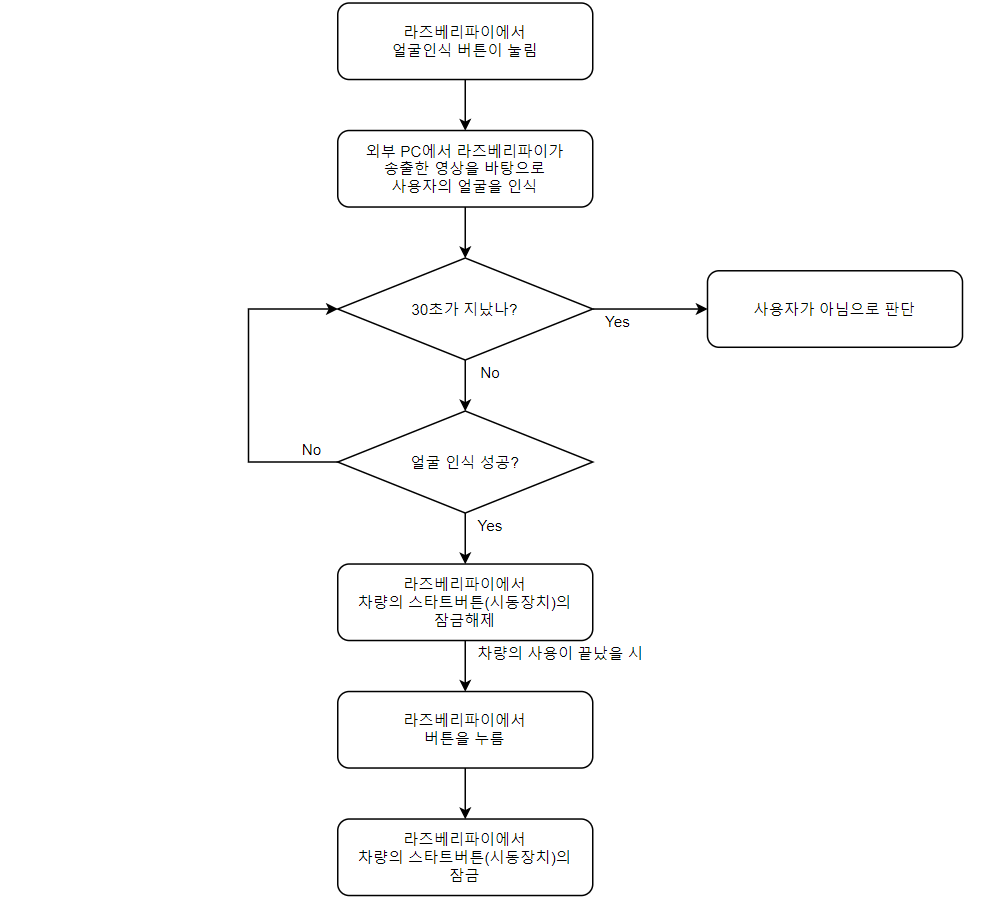 라즈베리파이에서
얼굴인식 버튼이 눌림
외부 PC에서 라즈베리파이가
송출한 영상을 바탕으로
사용자의 얼굴을 인식
30초가 지났나?
사용자가 아님으로 판단
Yes
No
No
얼굴 인식 성공?
Yes
라즈베리파이에서
차량의 스타트버튼(시동장치)의
잠금해제
차량의 사용이 끝났을 시
라즈베리파이에서
버튼을 누름
라즈베리파이에서
차량의 스타트버튼(시동장치)의
잠금